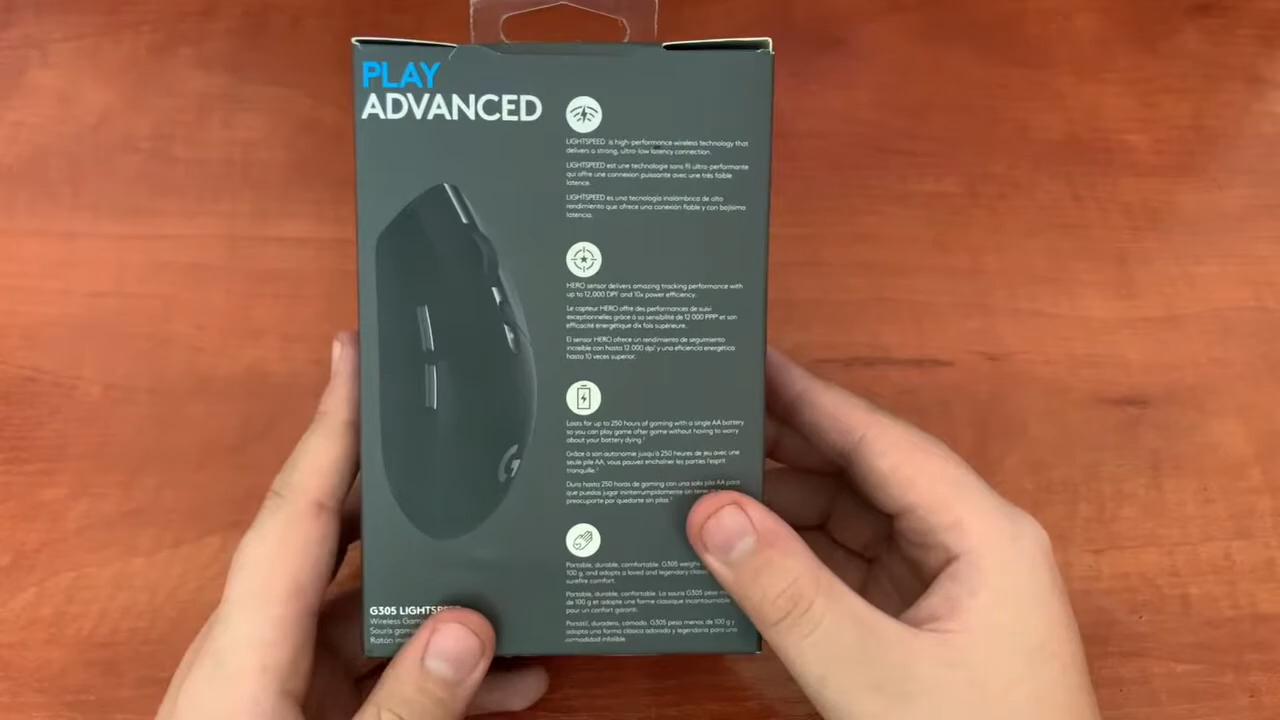 PLAY
ADVANCED
LIGHTSPEED is high-performance wireless technology that
delivers a strong, ultra-low latency connection.
LIGHTSPEED est une technologie sans fil ultra-performante
qui offre une connexion puissante avec une très faible
latence.
LIGHTSPEED es una tecnología inalámbrica de alto
rendimiento que ofrece una conexión fiable y con bajísima
latencia.
HERO sensor delivers amazing tracking performance with
up to 12,000 DPI¹ and 10x power efficiency.
Le capteur HERO offre des performances de suivi
exceptionnelles grâce à sa sensibilité de 12 000 PPP¹ et son
efficacité énergétique dix fois supérieure.
El sensor HERO ofrece un rendimiento de seguimiento
increíble con hasta 12.000 dpi¹ y una eficiencia energética
hasta 10 veces superior.
Lasts for up to 250 hours of gaming with a single AA battery
so you can play game after game without having to worry
about your battery dying.²
Grâce à son autonomie jusqu'à 250 heures de jeu avec une
seule pile AA, vous pouvez enchaîner les parties l'esprit
tranquille.²
Dura hasta 250 horas de gaming con una sola pila AA para
que puedas jugar ininterrumpidamente sin
preocuparte por quedarte sin pilas.²
Portable, durable, comfortable. G305
100 g, and adopts a loved and legendary
surefire comfort.
Portable, durable, confortable. La souris G305 pèse
de 100 g et adopte une forme classique incontournable
pour un confort garanti.
Portátil, duradera, cómoda. G305 pesa menos de 100 g y
adopta una forma clásica adorada y legendaria para una
comodidad infalible.
G305
Wireless
Souris
Ratón